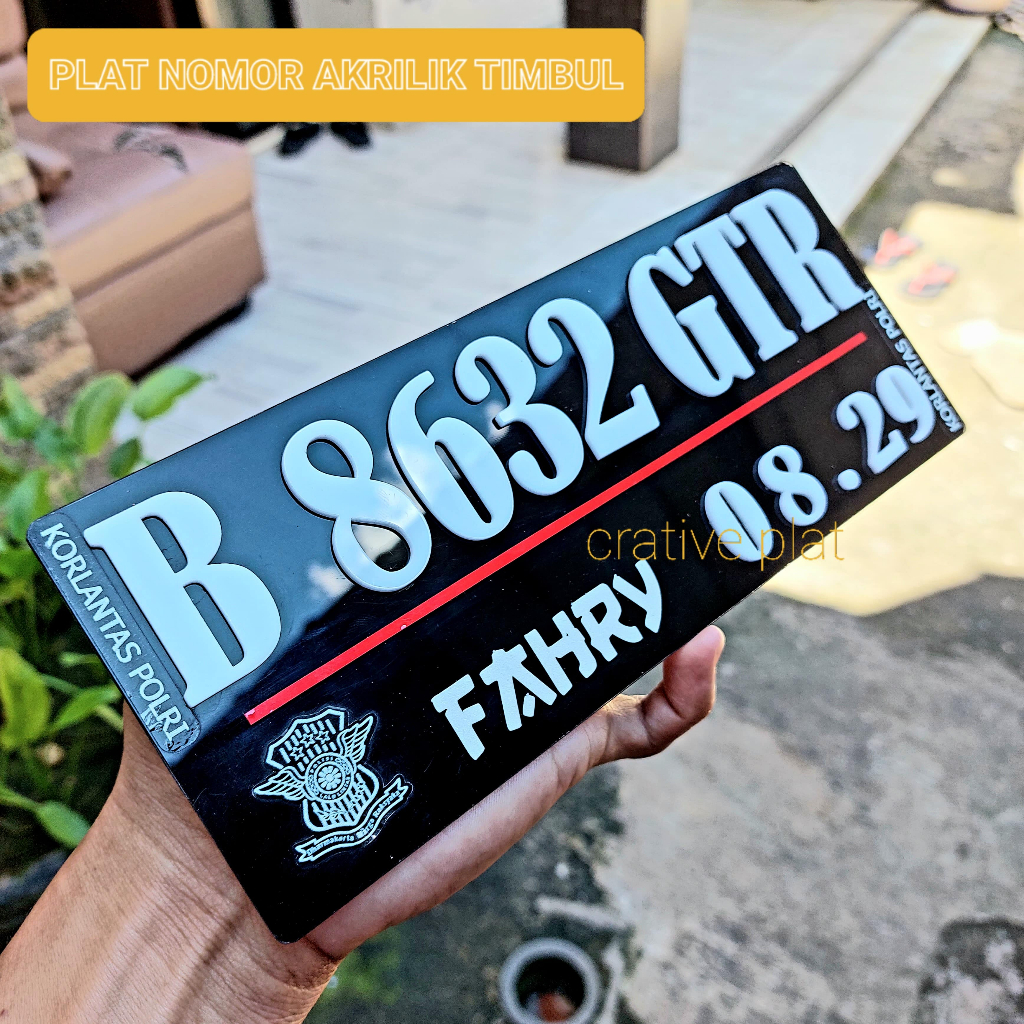 PLAT NOMOR AKRILIK TIMBUL
B 8632 GTR
KORLANTAS POLRI
KORLANTAS POLRI
08.29
crative plat
FAHRY